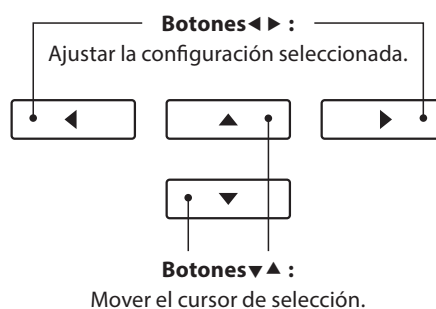 Botones◀ ▶ :
Ajustar la configuración seleccionada.
Botones▼▲ :
Mover el cursor de selección.